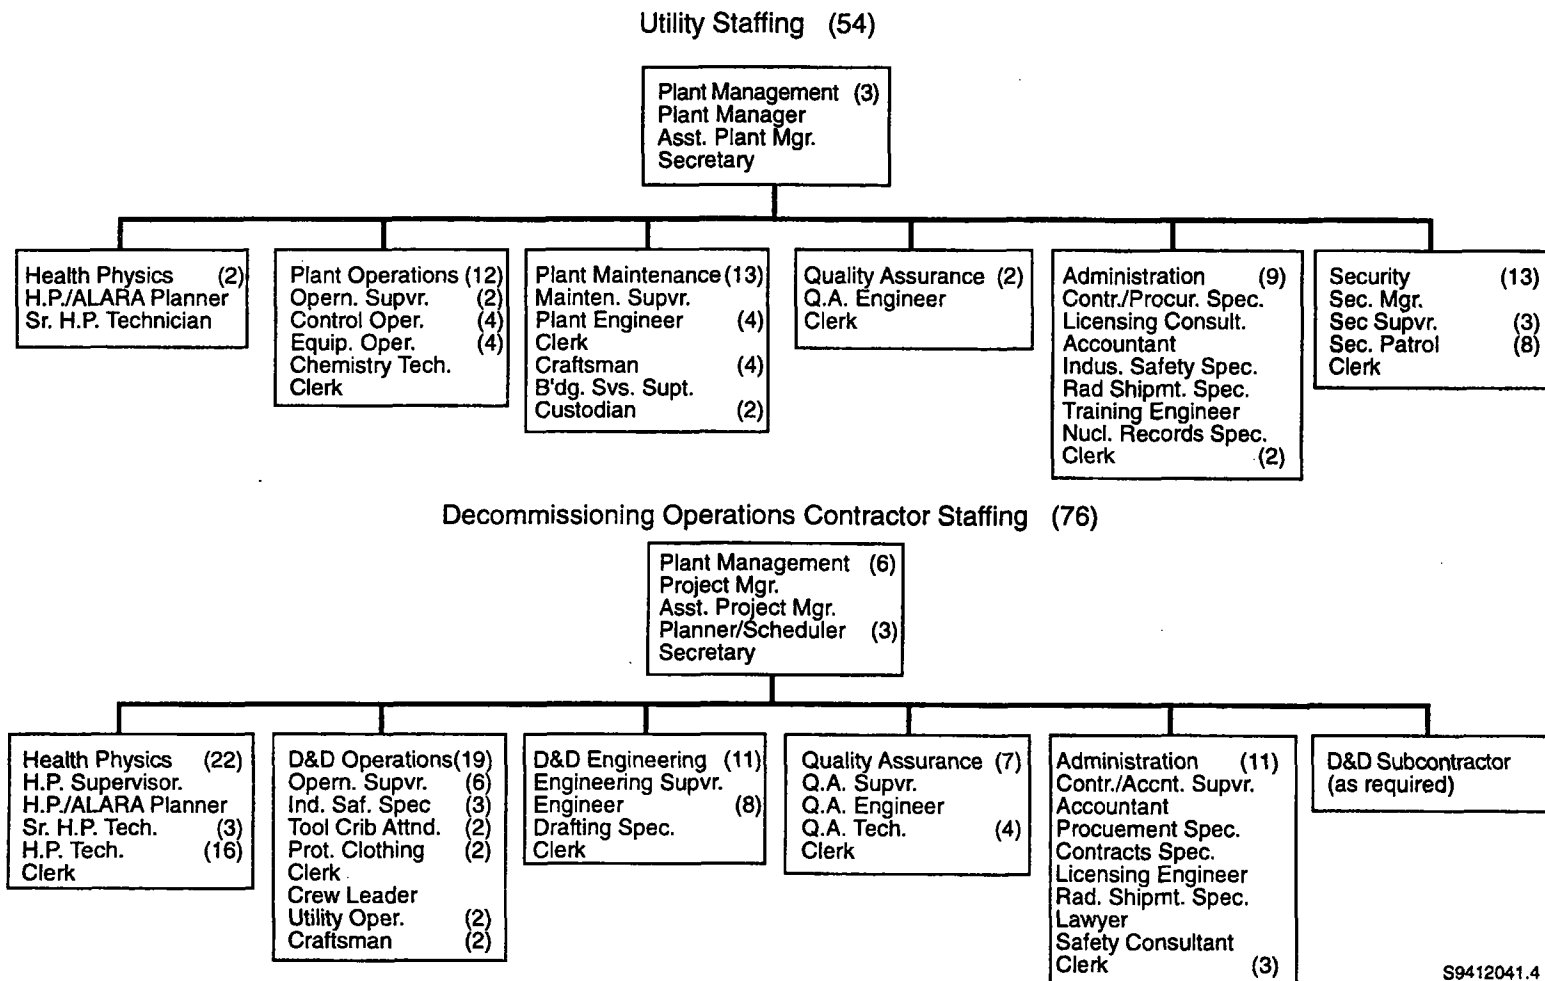 Utility Staffing (54)
Plant Management (3)
Plant Manager
Asst. Plant Mgr.
Secretary
Health Physics (2)
H.P./ALARA Planner
Sr. H.P. Technician
Plant Operations (12)
Opern. Supvr. (2)
Control Oper. (4)
Equip. Oper. (4)
Chemistry Tech.
Clerk
Plant Maintenance (13)
Mainten. Supvr.
Plant Engineer (4)
Clerk
Craftsman (4)
B'dg. Svs. Supt.
Custodian (2)
Quality Assurance (2)
Q.A. Engineer
Clerk
Administration (9)
Contr./Procur. Spec.
Licensing Consult.
Accountant
Indus. Safety Spec.
Rad Shipmt. Spec.
Training Engineer
Nucl. Records Spec.
Clerk (2)
Security (13)
Sec. Mgr.
Sec Supvr. (3)
Sec. Patrol (8)
Clerk
Decommissioning Operations Contractor Staffing (76)
Plant Management (6)
Project Mgr.
Asst. Project Mgr.
Planner/Scheduler (3)
Secretary
Health Physics (22)
H.P. Supervisor.
H.P./ALARA Planner
Sr. H.P. Tech. (3)
H.P. Tech. (16)
Clerk
D&D Operations (19)
Opern. Supvr. (6)
Ind. Saf. Spec (3)
Tool Crib Attnd. (2)
Prot. Clothing (2)
Clerk
Crew Leader
Utility Oper. (2)
Craftsman (2)
D&D Engineering (11)
Engineering Supvr.
Engineer (8)
Drafting Spec.
Clerk
Quality Assurance (7)
Q.A. Supvr.
Q.A. Engineer
Q.A. Tech. (4)
Clerk
Administration (11)
Contr./Accnt. Supvr.
Accountant
Procuement Spec.
Contracts Spec.
Licensing Engineer
Rad. Shipmt. Spec.
Lawyer
Safety Consultant
Clerk (3)
D&D Subcontractor
(as required)
S9412041.4